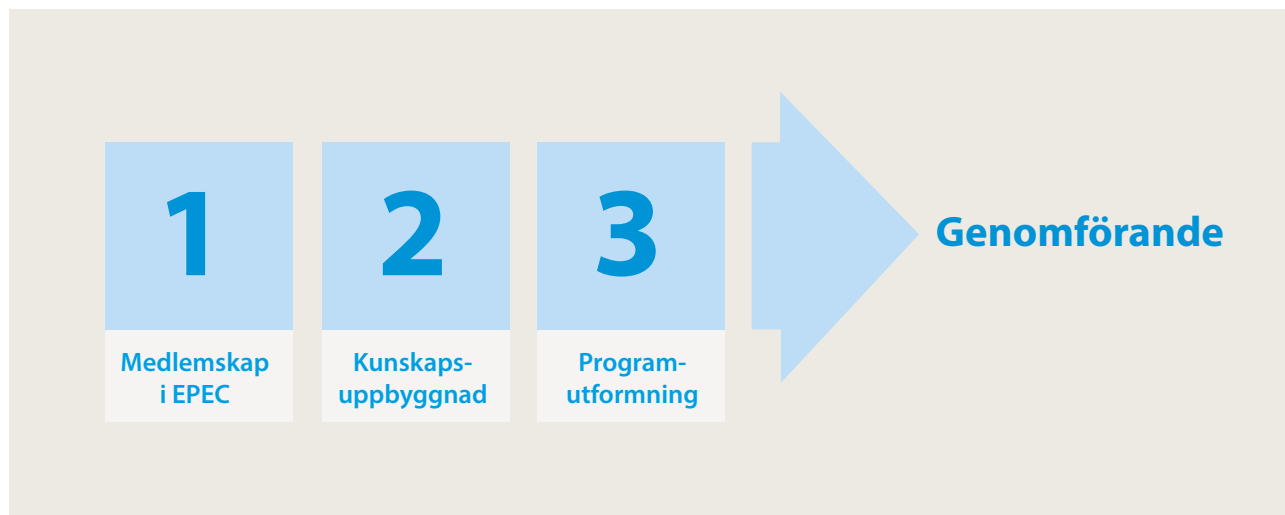 1
Medlemskap
i EPEC
2
Kunskaps-
uppbyggnad
3
Program-
utformning
Genomförande